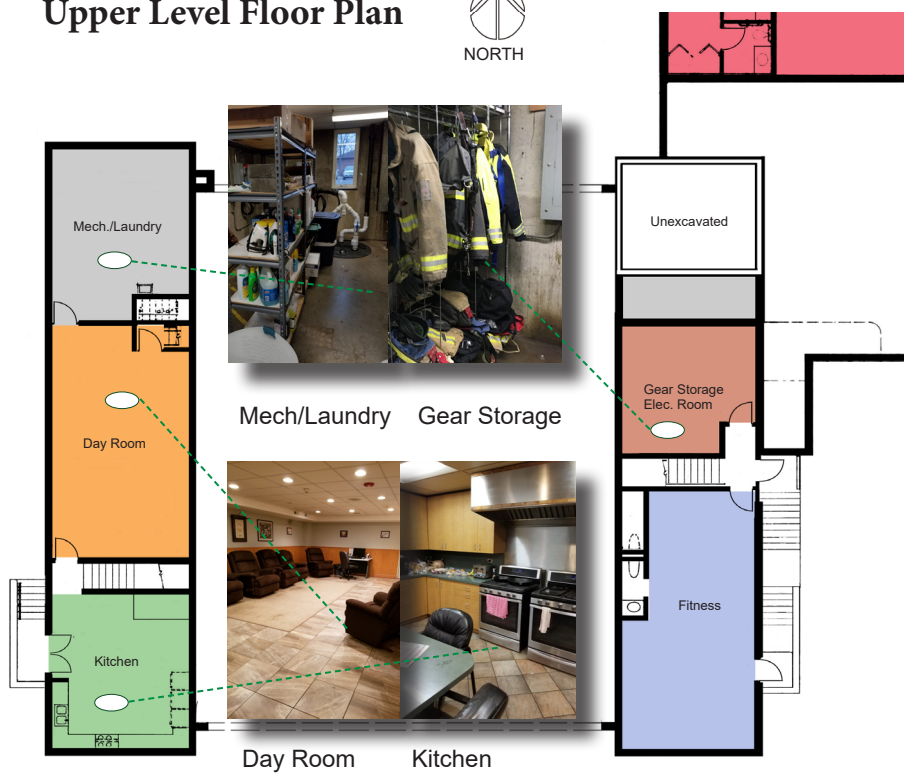 Upper Level Floor Plan
NORTH
Mech./Laundry
Unexcavated
Gear Storage
Elec. Room
Mech/Laundry
Gear Storage
Day Room
Fitness
Kitchen
Day Room
Kitchen